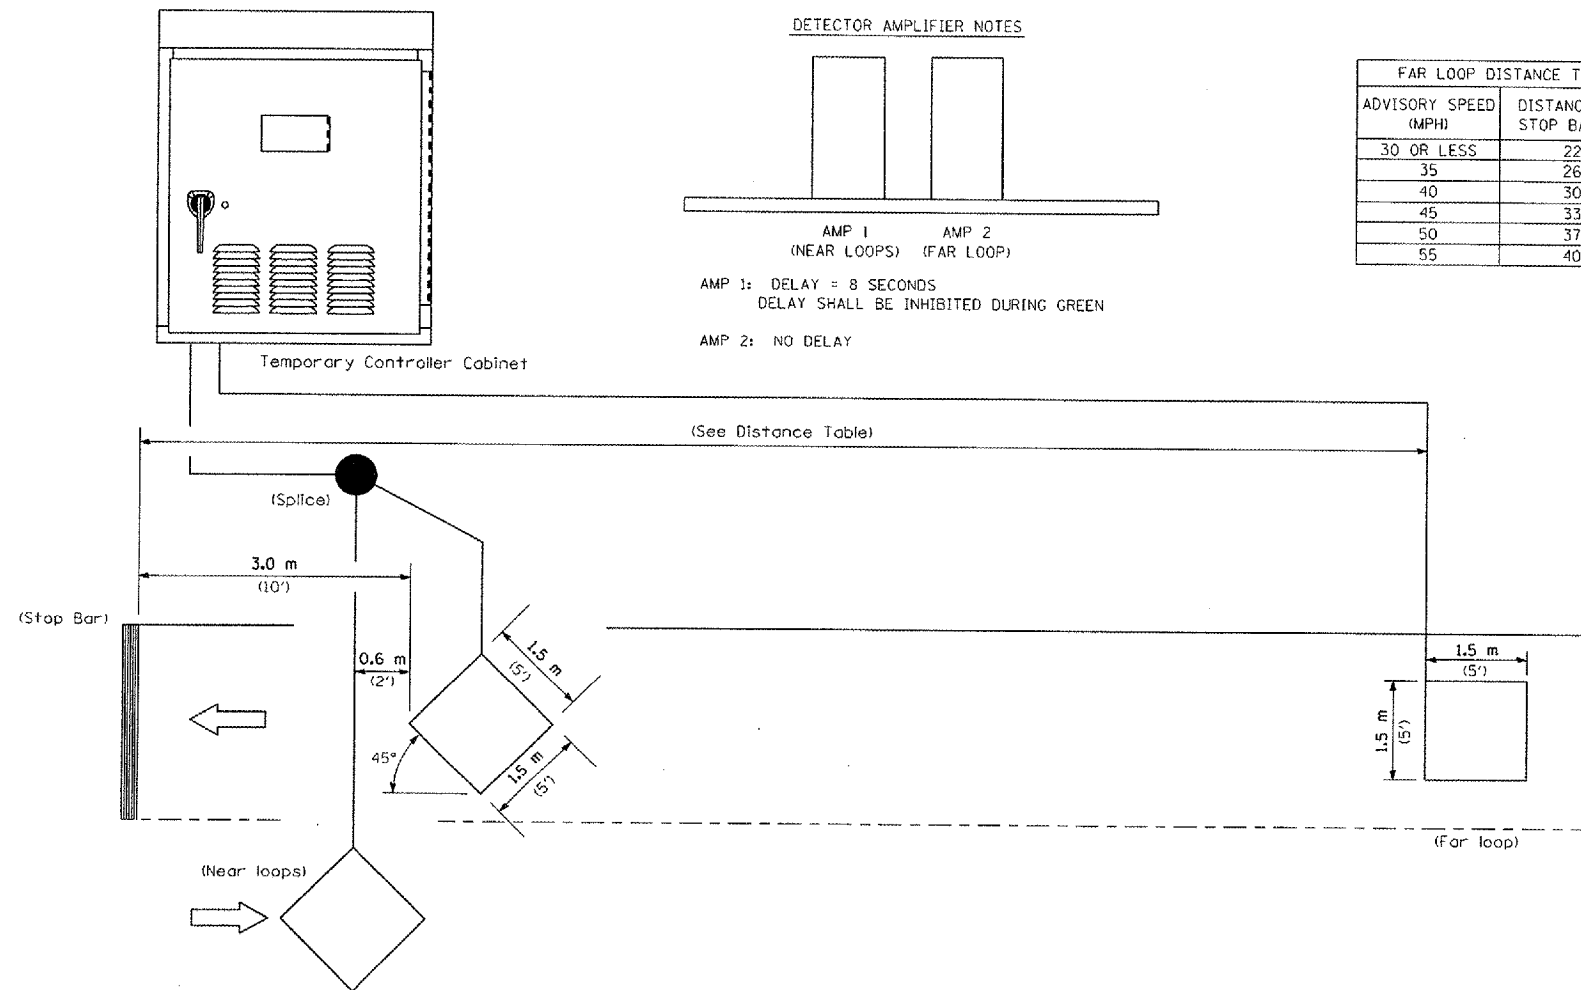 DETECTOR AMPLIFIER NOTES
FAR LOOP DISTANCE T
ADVISORY SPEED
(MPH)
DISTANC
STOP B
30 OR LESS 22
35 26
40 30
45 33
50 37
55 40
AMP 1
(NEAR LOOPS)
AMP 2
(FAR LOOP)
AMP 1: DELAY = 8 SECONDS
DELAY SHALL BE INHIBITED DURING GREEN
AMP 2: NO DELAY
Temporary Controller Cabinet
(See Distance Table)
(Splice)
3.0 m
(10')
(Stop Bar)
0.6 m
(2')
1.5 m
(5')
45°
1.5 m
(5')
1.5 m
(5')
1.5 m
(5')
(Far loop)
(Near loops)